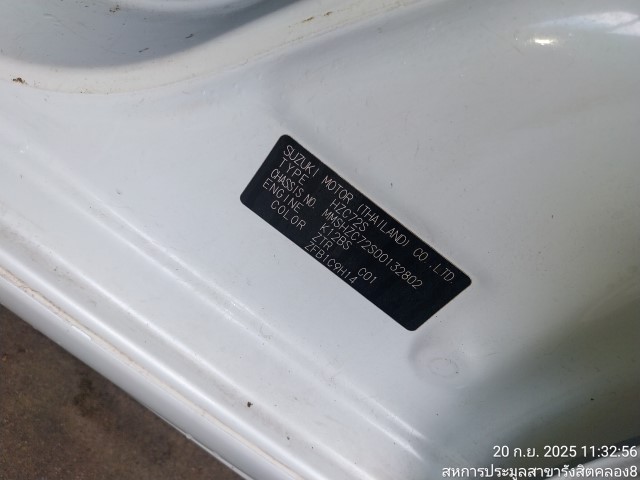 SUZUKI MOTOR (THAILAND) CO.,LTD.
TYPE HZC72S
CHASSIS NO. MMSHZC72S00132802
ENGINE K12BS
COLOR 7TR C01
ZFB1C9H14
20 ก.ย. 2025 11:32:56
สหการประมูลสาขารังสิตคลอง8